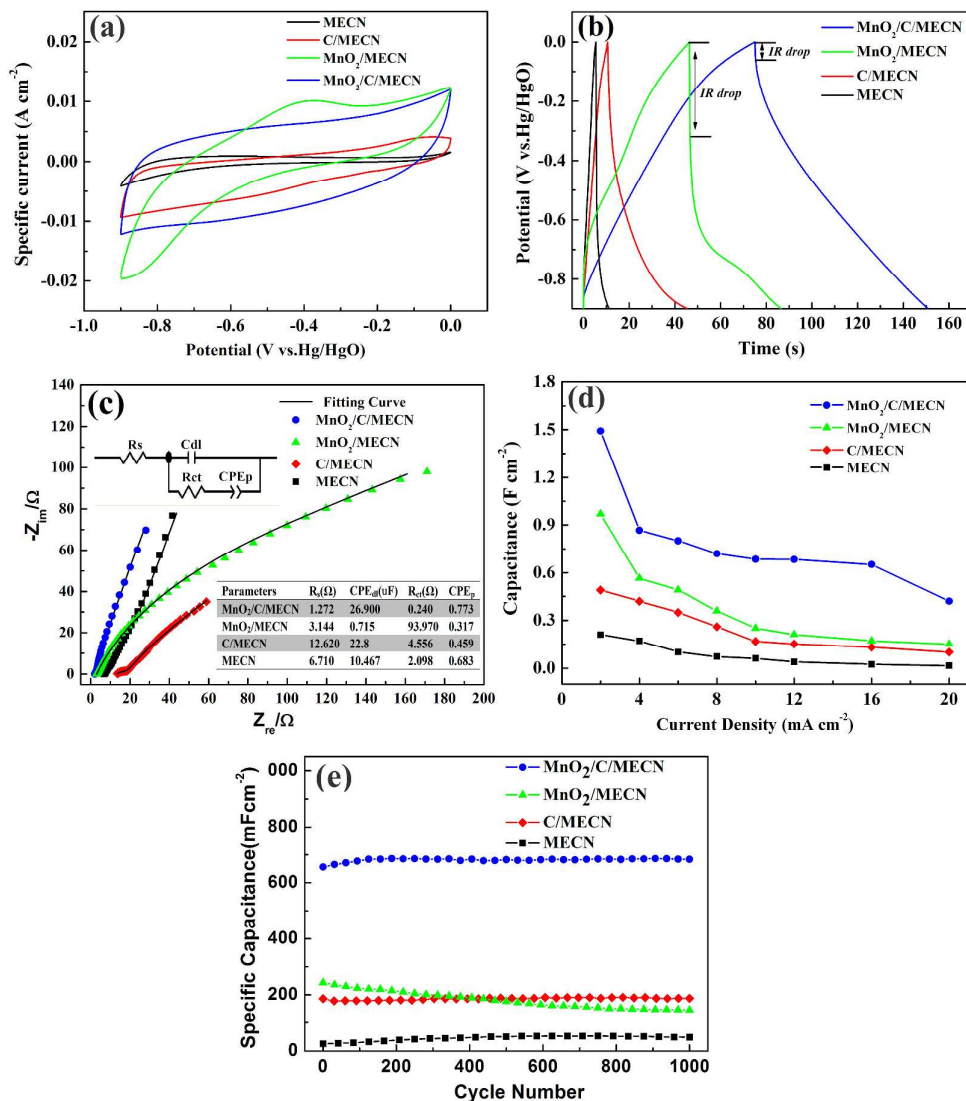 (a)
MECN
C/MECN
MnO2/MECN
MnO2/C/MECN
0.02
0.01
0.00
-0.01
-0.02
Specific current (A cm-2)
-1.0 -0.8 -0.6 -0.4 -0.2 0.0
Potential (V vs.Hg/HgO)
(b)
MnO2/C/MECN
MnO2/MECN
C/MECN
MECN
IR drop
IR drop
0.0
-0.2
-0.4
-0.6
-0.8
Potential (V vs.Hg/HgO)
0 20 40 60 80 100 120 140 160
Time (s)
(c)
Fitting Curve
MnO2/C/MECN
MnO2/MECN
C/MECN
MECN
Rs Cdl
Rct CPEp
140
120
100
80
60
40
20
0
-Zim/Ω
Parameters Rs(Ω) CPEdl(uF) Rct(Ω) CPEp
MnO2/C/MECN 1.272 26.900 0.240 0.773
MnO2/MECN 3.144 0.715 93.970 0.317
C/MECN 12.620 22.8 4.556 0.459
MECN 6.710 10.467 2.098 0.683
0 20 40 60 80 100 120 140 160 180 200
Zre/Ω
(d)
MnO2/C/MECN
MnO2/MECN
C/MECN
MECN
1.8
1.5
1.2
0.9
0.6
0.3
0.0
Capacitance (F cm-2)
0 4 8 12 16 20
Current Density (mA cm-2)
(e)
MnO2/C/MECN
MnO2/MECN
C/MECN
MECN
000
800
600
400
200
0
Specific Capacitance(mFcm-2)
0 200 400 600 800 1000
Cycle Number